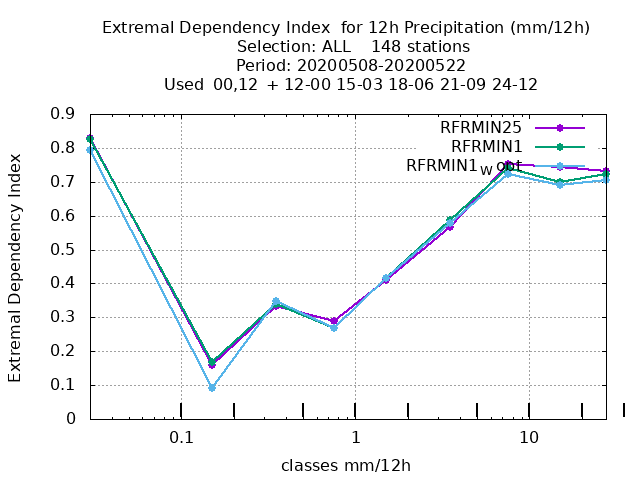 Extremal Dependency Index  for 12h Precipitation (mm/12h)
Selection: ALL    148 stations
Period: 20200508-20200522
Used  00,12  + 12-00 15-03 18-06 21-09 24-12
0.9
0.8
0.7
0.6
0.5
0.4
0.3
0.2
0.1
0
Extremal Dependency Index
RFRMIN25
RFRMIN1
RFRMIN1w opt
0.1
1
10
classes mm/12h